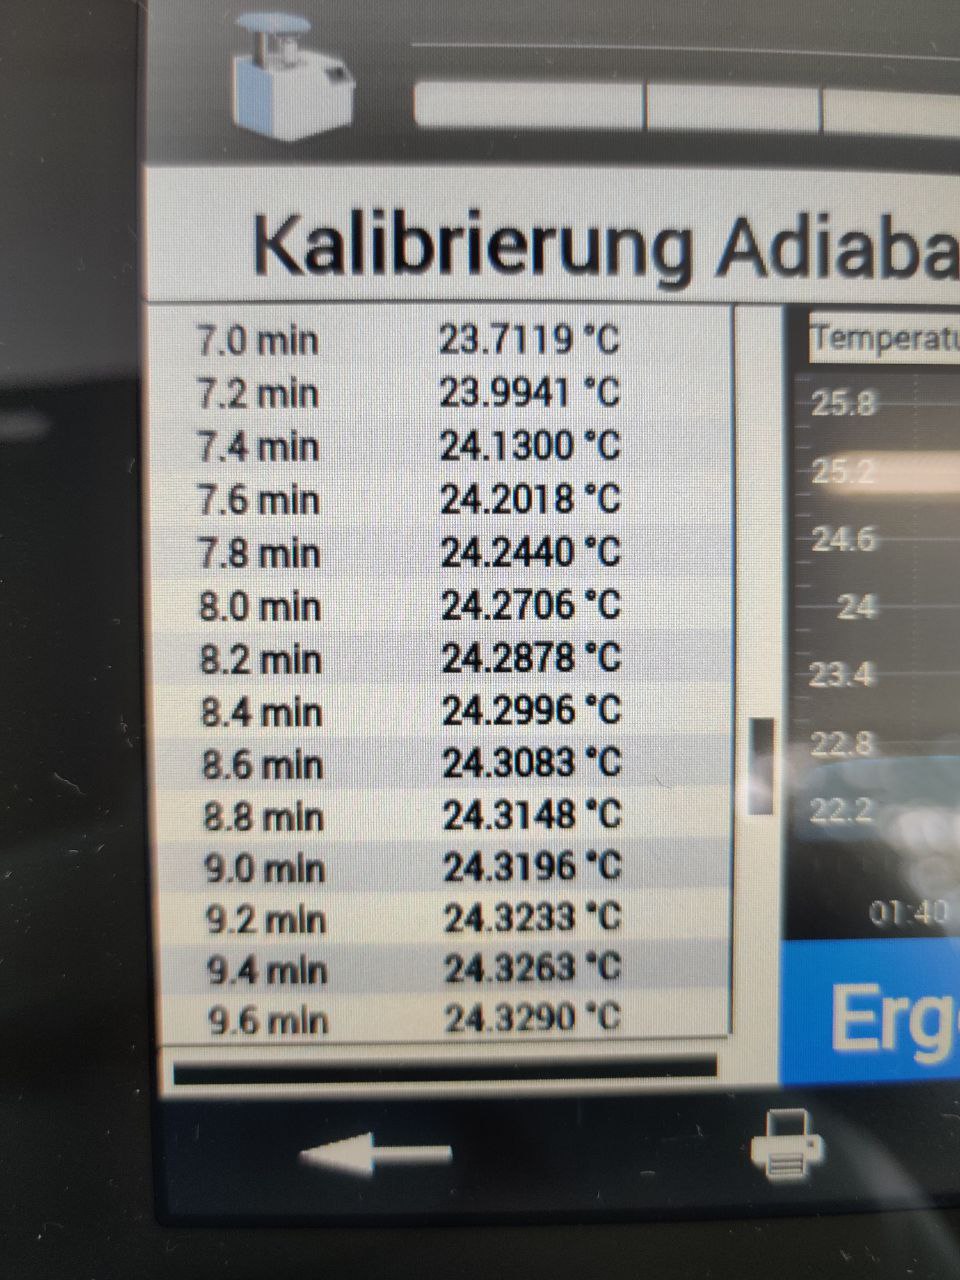 Kalibrierung Adiaba
7.0 min 23.7119 °C
7.2 min 23.9941 °C
7.4 min 24.1300 °C
7.6 min 24.2018 °C
7.8 min 24.2440 °C
8.0 min 24.2706 °C
8.2 min 24.2878 °C
8.4 min 24.2996 °C
8.6 min 24.3083 °C
8.8 min 24.3148 °C
9.0 min 24.3196 °C
9.2 min 24.3233 °C
9.4 min 24.3263 °C
9.6 min 24.3290 °C
Temperatu
25.8
25.2
24.6
24
23.4
22.8
22.2
01:40
Erg